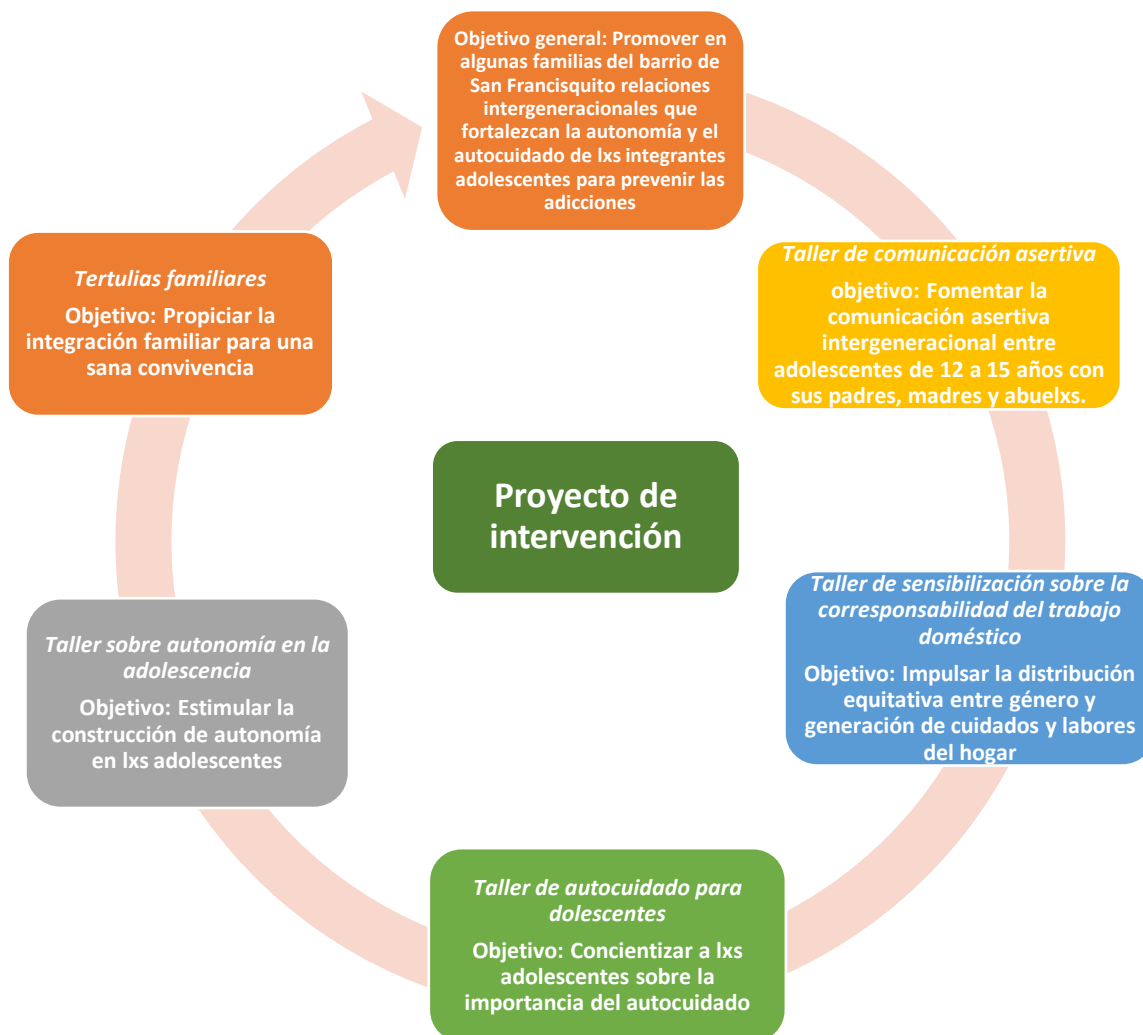 Objetivo general: Promover en
algunas familias del barrio de
San Francisquito relaciones
intergeneracionales que
fortalezcan la autonomía y el
autocuidado de lxs integrantes
adolescentes para prevenir las
adicciones
Taller de comunicación asertiva
objetivo: Fomentar la
comunicación asertiva
intergeneracional entre
adolescentes de 12 a 15 años con
sus padres, madres y abuelxs.
Taller de sensibilización sobre la
corresponsabilidad del trabajo
doméstico
Objetivo: Impulsar la distribución
equitativa entre género y
generación de cuidados y labores
del hogar
Taller de autocuidado para
dolescentes
Objetivo: Concientizar a lxs
adolescentes sobre la
importancia del autocuidado
Taller sobre autonomía en la
adolescencia
Objetivo: Estimular la
construcción de autonomía
en lxs adolescentes
Tertulias familiares
Objetivo: Propiciar la
integración familiar para una
sana convivencia
Proyecto de
intervención